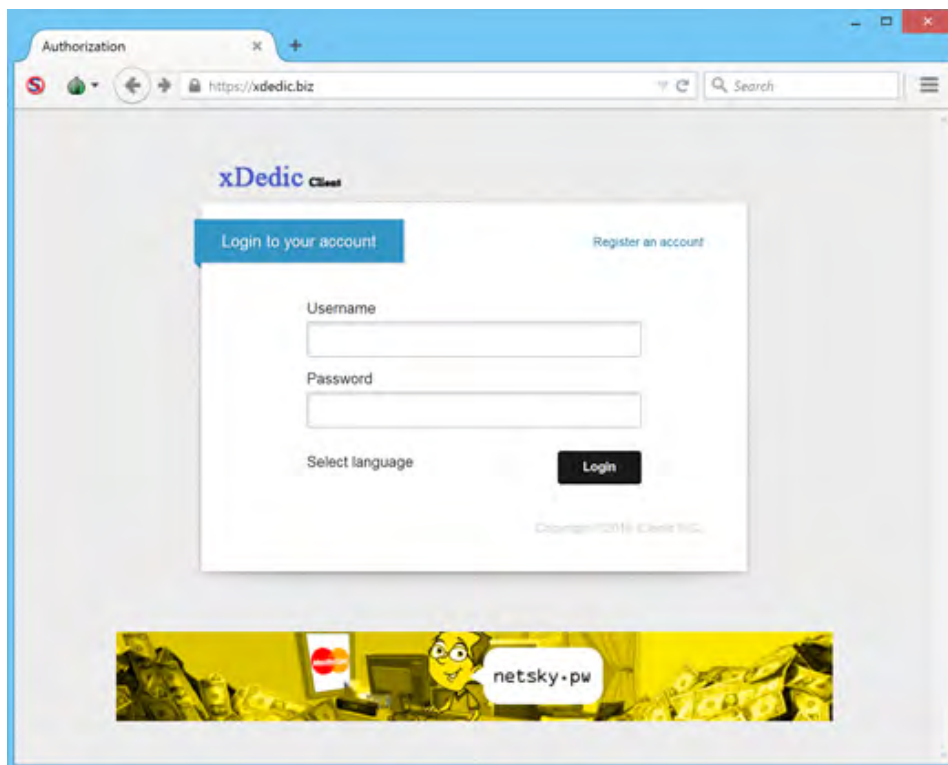 Authorization
https://xdedic.biz
Search
xDedic Client
Login to your account
Register an account
Username
Password
Select language
Login
netsky.pw